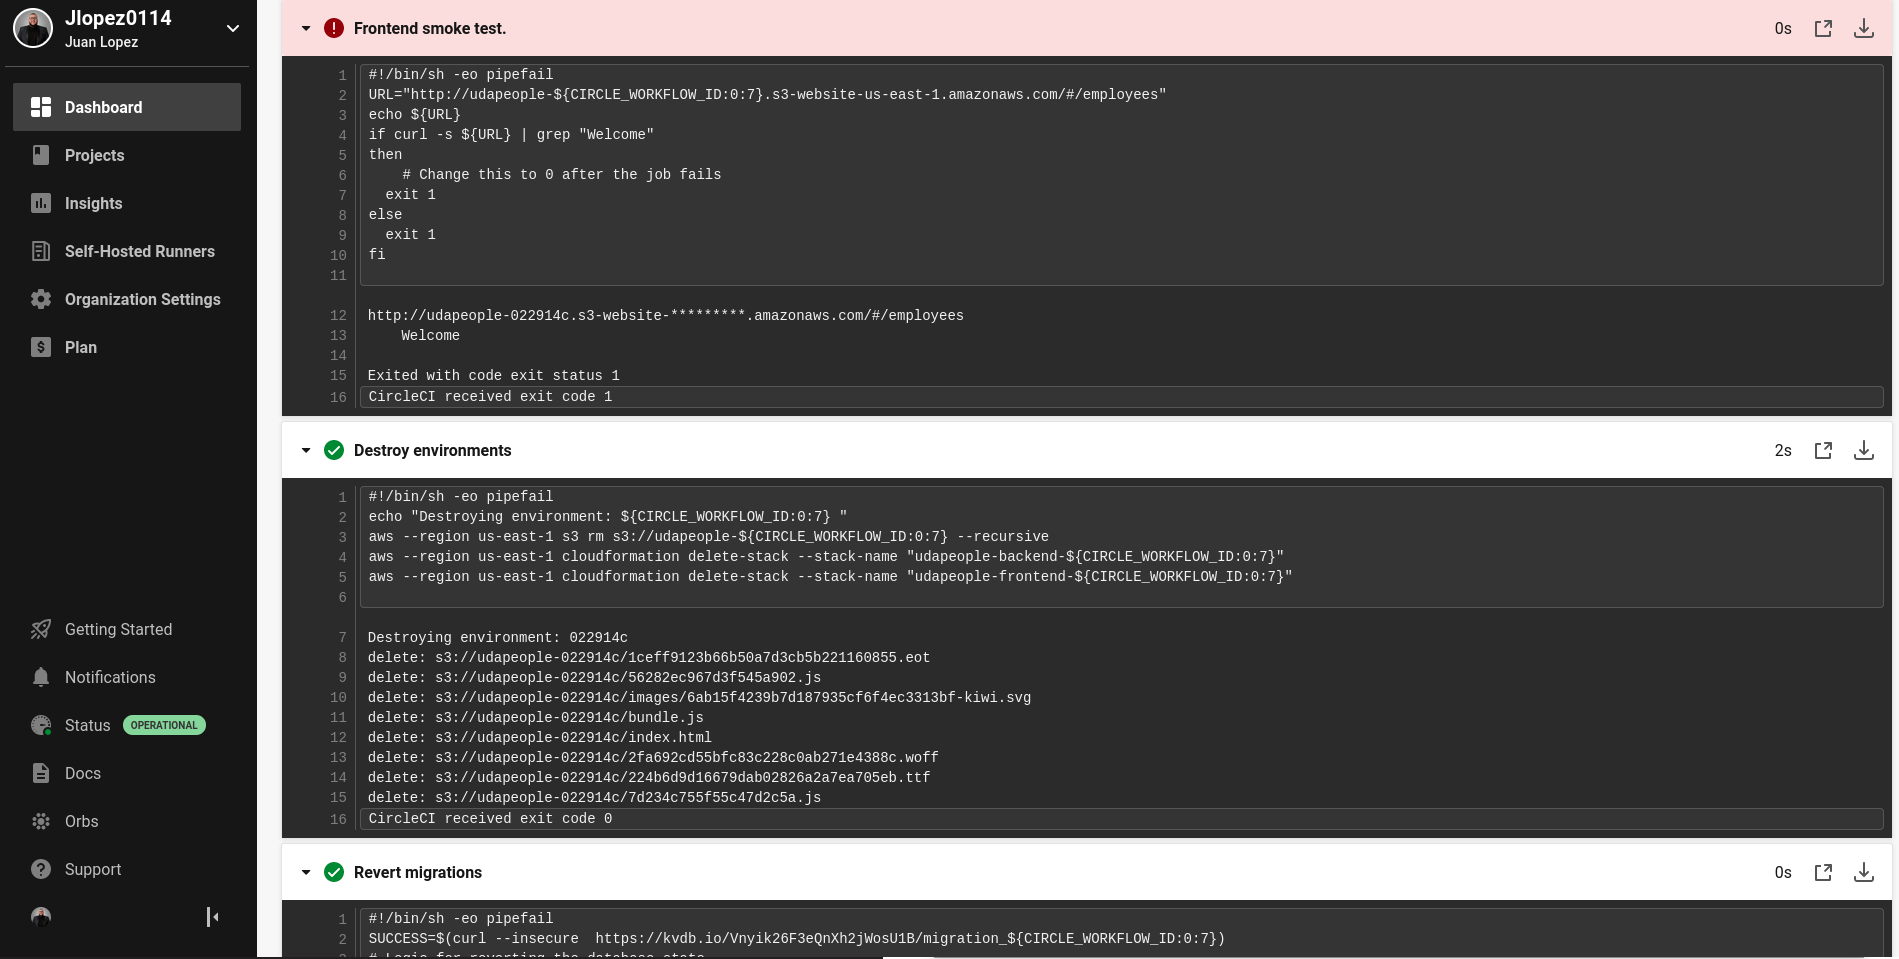 Jlopez0114
Juan Lopez
Dashboard
Projects
Insights
Self-Hosted Runners
Organization Settings
$ Plan
Getting Started
Notifications
Status OPERATIONAL
Docs
Orbs
? Support
! Frontend smoke test. 0s
1 #!/bin/sh -eo pipefail
2 URL="http://udapeople-${CIRCLE_WORKFLOW_ID:0:7}.s3-website-us-east-1.amazonaws.com/#/employees"
3 echo ${URL}
4 if curl -s ${URL} | grep "Welcome"
5 then
6     # Change this to 0 after the job fails
7   exit 1
8 else
9   exit 1
10 fi
11
12 http://udapeople-022914c.s3-website-*********.amazonaws.com/#/employees
13     Welcome
14
15 Exited with code exit status 1
16 CircleCI received exit code 1
Destroy environments 2s
1 #!/bin/sh -eo pipefail
2 echo "Destroying environment: ${CIRCLE_WORKFLOW_ID:0:7} "
3 aws --region us-east-1 s3 rm s3://udapeople-${CIRCLE_WORKFLOW_ID:0:7} --recursive
4 aws --region us-east-1 cloudformation delete-stack --stack-name "udapeople-backend-${CIRCLE_WORKFLOW_ID:0:7}"
5 aws --region us-east-1 cloudformation delete-stack --stack-name "udapeople-frontend-${CIRCLE_WORKFLOW_ID:0:7}"
6
7 Destroying environment: 022914c
8 delete: s3://udapeople-022914c/1ceff9123b66b50a7d3cb5b221160855.eot
9 delete: s3://udapeople-022914c/56282ec967d3f545a902.js
10 delete: s3://udapeople-022914c/images/6ab15f4239b7d187935cf6f4ec3313bf-kiwi.svg
11 delete: s3://udapeople-022914c/bundle.js
12 delete: s3://udapeople-022914c/index.html
13 delete: s3://udapeople-022914c/2fa692cd55bfc83c228c0ab271e4388c.woff
14 delete: s3://udapeople-022914c/224b6d9d16679dab02826a2a7ea705eb.ttf
15 delete: s3://udapeople-022914c/7d234c755f55c47d2c5a.js
16 CircleCI received exit code 0
Revert migrations 0s
1 #!/bin/sh -eo pipefail
2 SUCCESS=$(curl --insecure  https://kvdb.io/Vnyik26F3eQnXh2jWosU1B/migration_${CIRCLE_WORKFLOW_ID:0:7})
3 # Logic for reverting the database state